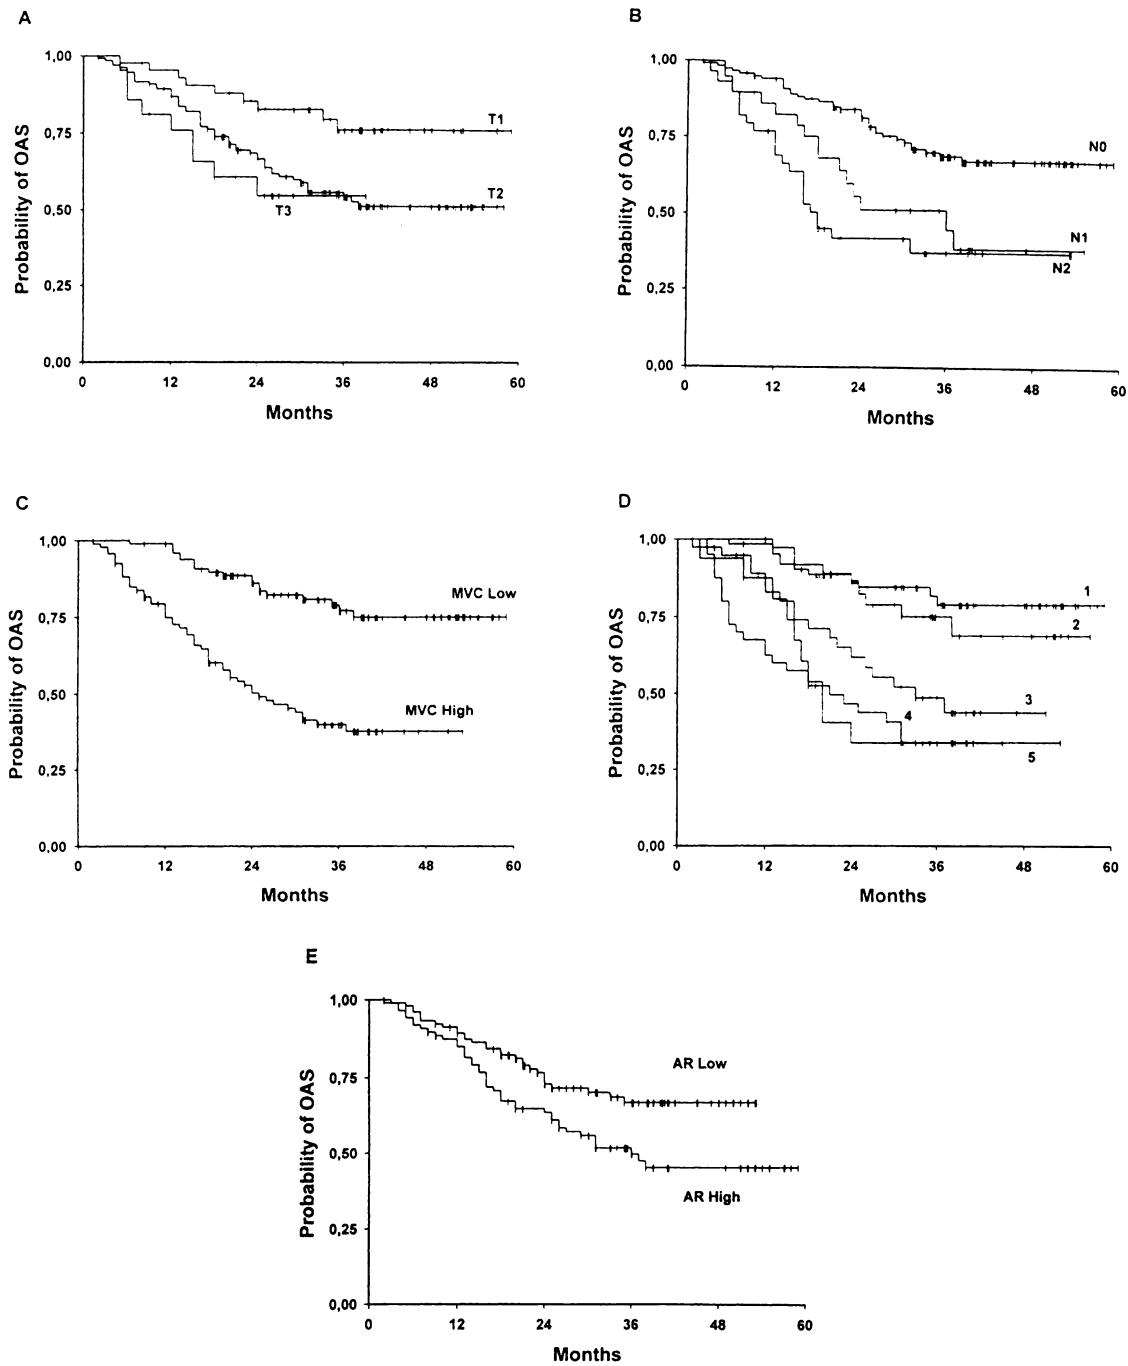 A
Probability of OAS
1,00
0,75
0,50
0,25
0,00
T1
T2
T3
0 12 24 36 48 60
Months
B
Probability of OAS
1,00
0,75
0,50
0,25
0,00
N0
N1
N2
0 12 24 36 48 60
Months
C
Probability of OAS
1,00
0,75
0,50
0,25
0,00
MVC Low
MVC High
0 12 24 36 48 60
Months
D
Probability of OAS
1,00
0,75
0,50
0,25
0,00
1
2
3
4
5
0 12 24 36 48 60
Months
E
Probability of OAS
1,00
0,75
0,50
0,25
0,00
AR Low
AR High
0 12 24 36 48 60
Months